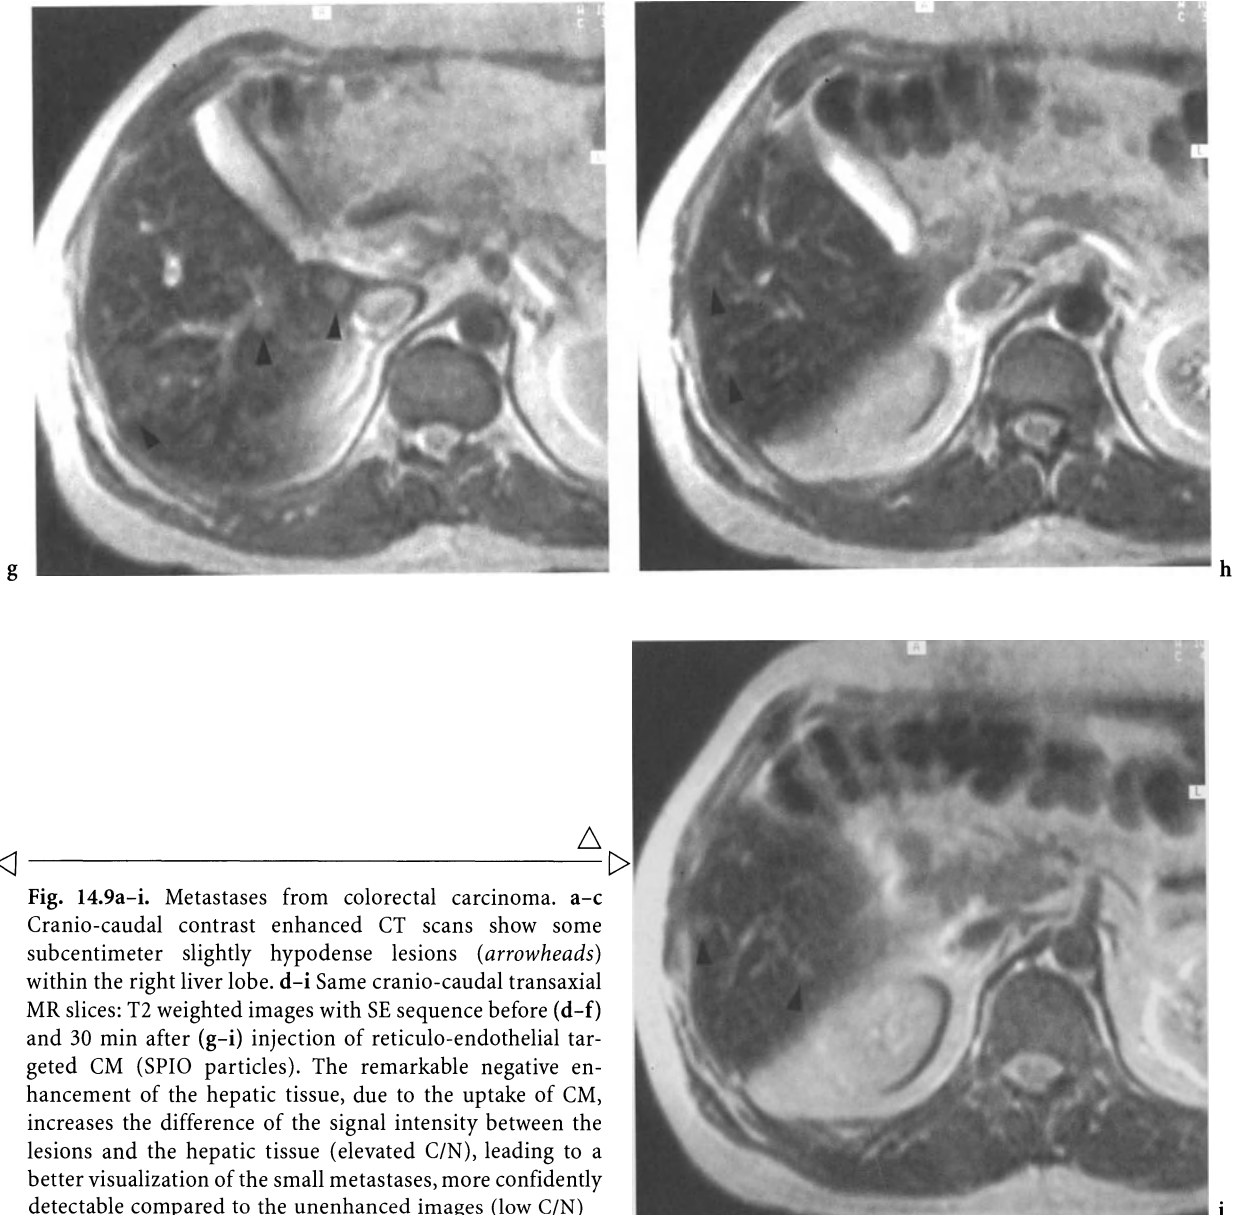 A
A
L
L
g
h
A
L
Fig. 14.9a–i. Metastases from colorectal carcinoma. a–c
Cranio-caudal contrast enhanced CT scans show some
subcentimeter slightly hypodense lesions (arrowheads)
within the right liver lobe. d–i Same cranio-caudal transaxial
MR slices: T2 weighted images with SE sequence before (d–f)
and 30 min after (g–i) injection of reticulo-endothelial tar-
geted CM (SPIO particles). The remarkable negative en-
hancement of the hepatic tissue, due to the uptake of CM,
increases the difference of the signal intensity between the
lesions and the hepatic tissue (elevated C/N), leading to a
better visualization of the small metastases, more confidently
detectable compared to the unenhanced images (low C/N)
i